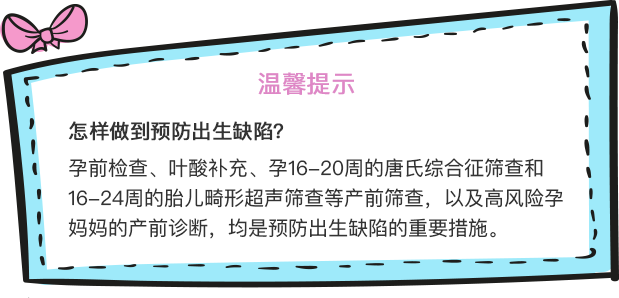 温馨提示
怎样做到预防出生缺陷?
孕前检查、叶酸补充、孕16-20周的唐氏综合征筛查和
16-24周的胎儿畸形超声筛查等产前筛查，以及高风险孕
妈妈的产前诊断，均是预防出生缺陷的重要措施。